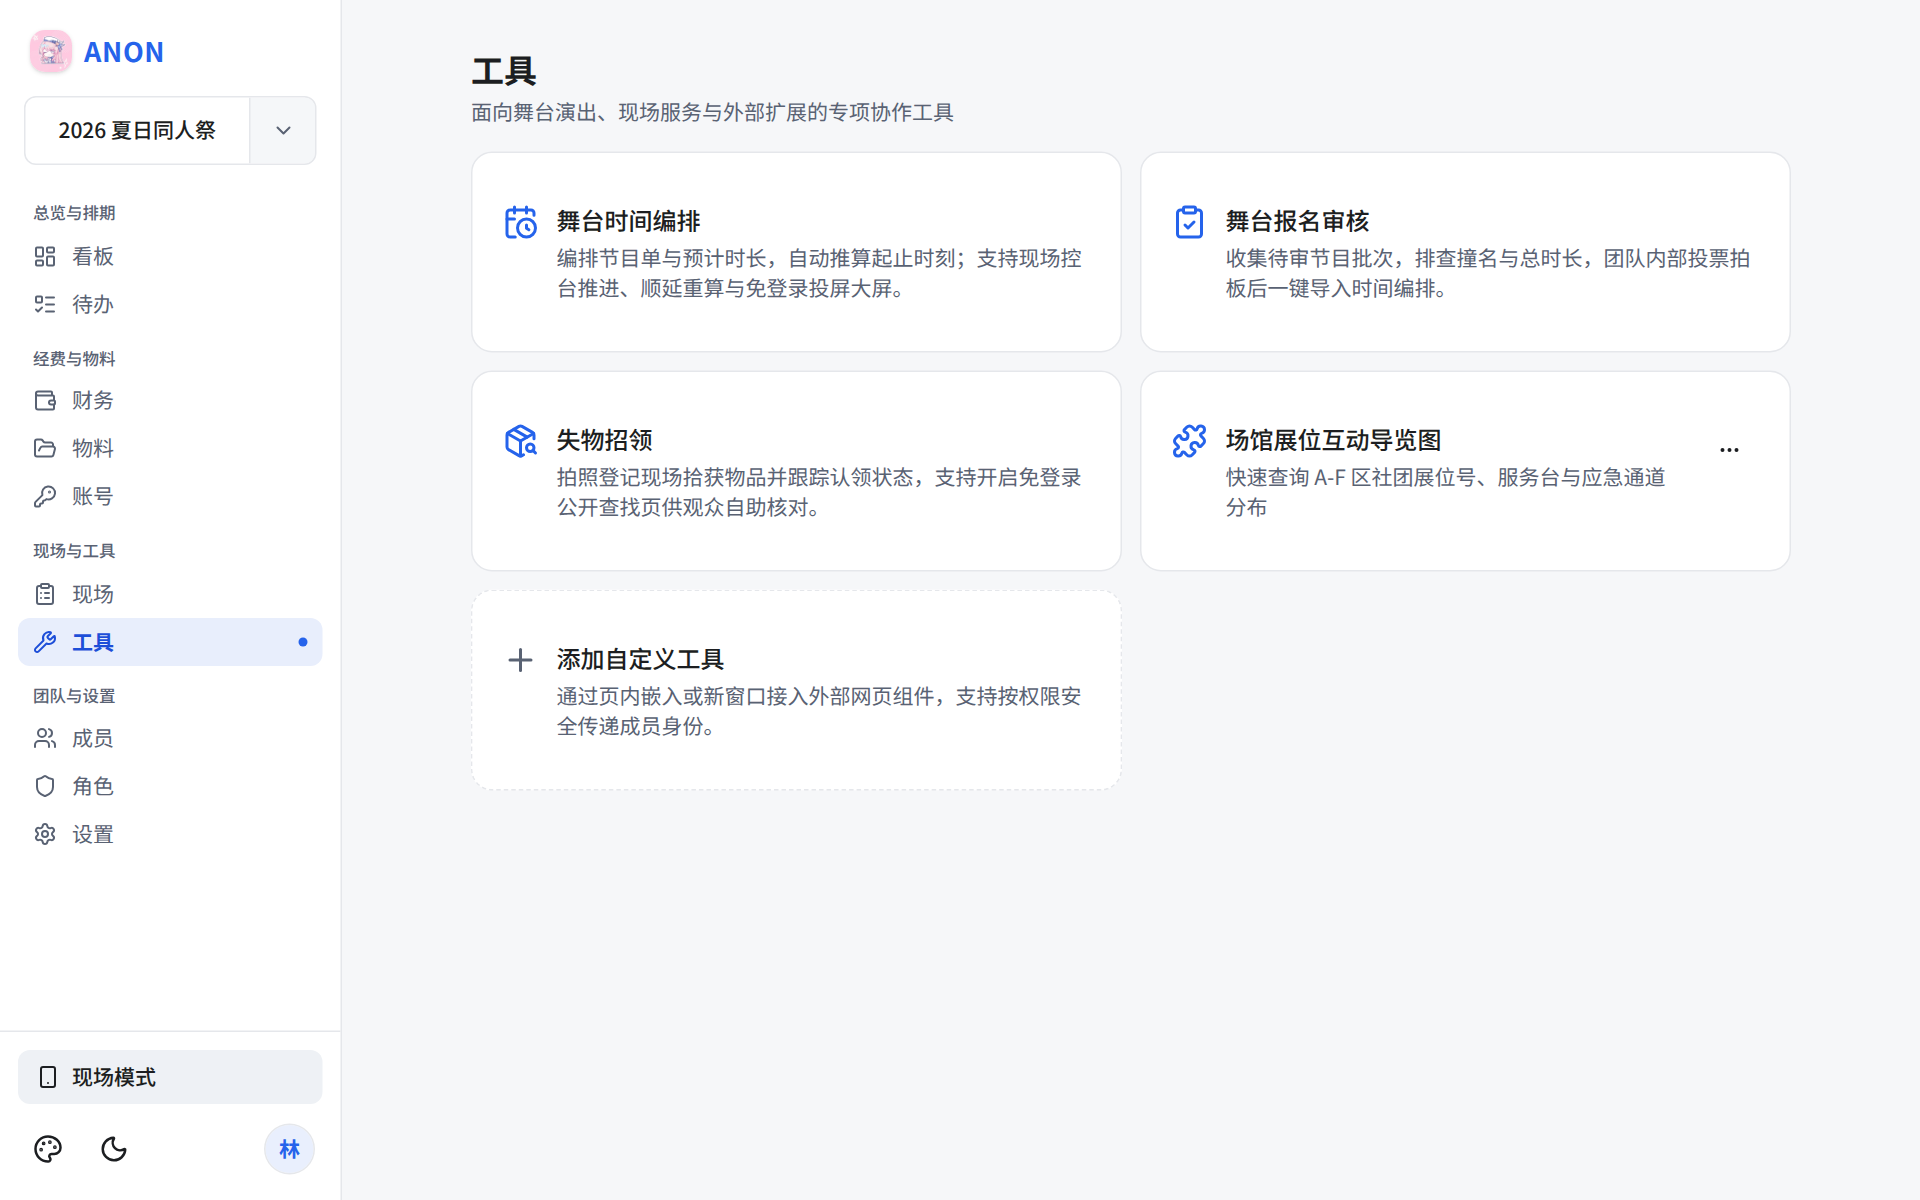 ANON
2026 夏日同人祭
总览与排期
看板
待办
经费与物料
财务
物料
账号
现场与工具
现场
工具
团队与设置
成员
角色
设置
现场模式
林
工具
面向舞台演出、现场服务与外部扩展的专项协作工具
舞台时间编排
编排节目单与预计时长，自动推算起止时刻；支持现场控
台推进、顺延重算与免登录投屏大屏。
舞台报名审核
收集待审节目批次，排查撞名与总时长，团队内部投票拍
板后一键导入时间编排。
失物招领
拍照登记现场拾获物品并跟踪认领状态，支持开启免登录
公开查找页供观众自助核对。
场馆展位互动导览图
快速查询 A-F 区社团展位号、服务台与应急通道
分布
添加自定义工具
通过页内嵌入或新窗口接入外部网页组件，支持按权限安
全传递成员身份。